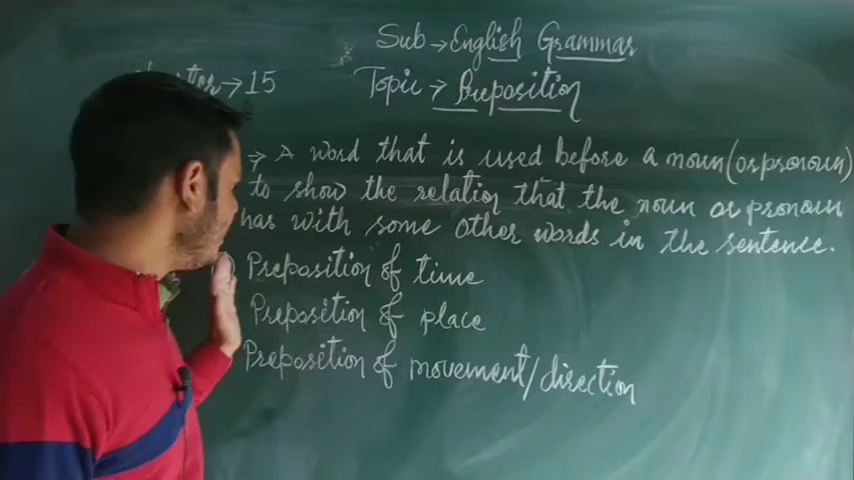 Sub → English Grammar
→ 15
Topic → Preposition
→ A word that is used before a noun (or pronoun)
to show the relation that the noun or pronoun
has with some other words in the sentence.
Preposition of time
Preposition of place
Preposition of movement/direction